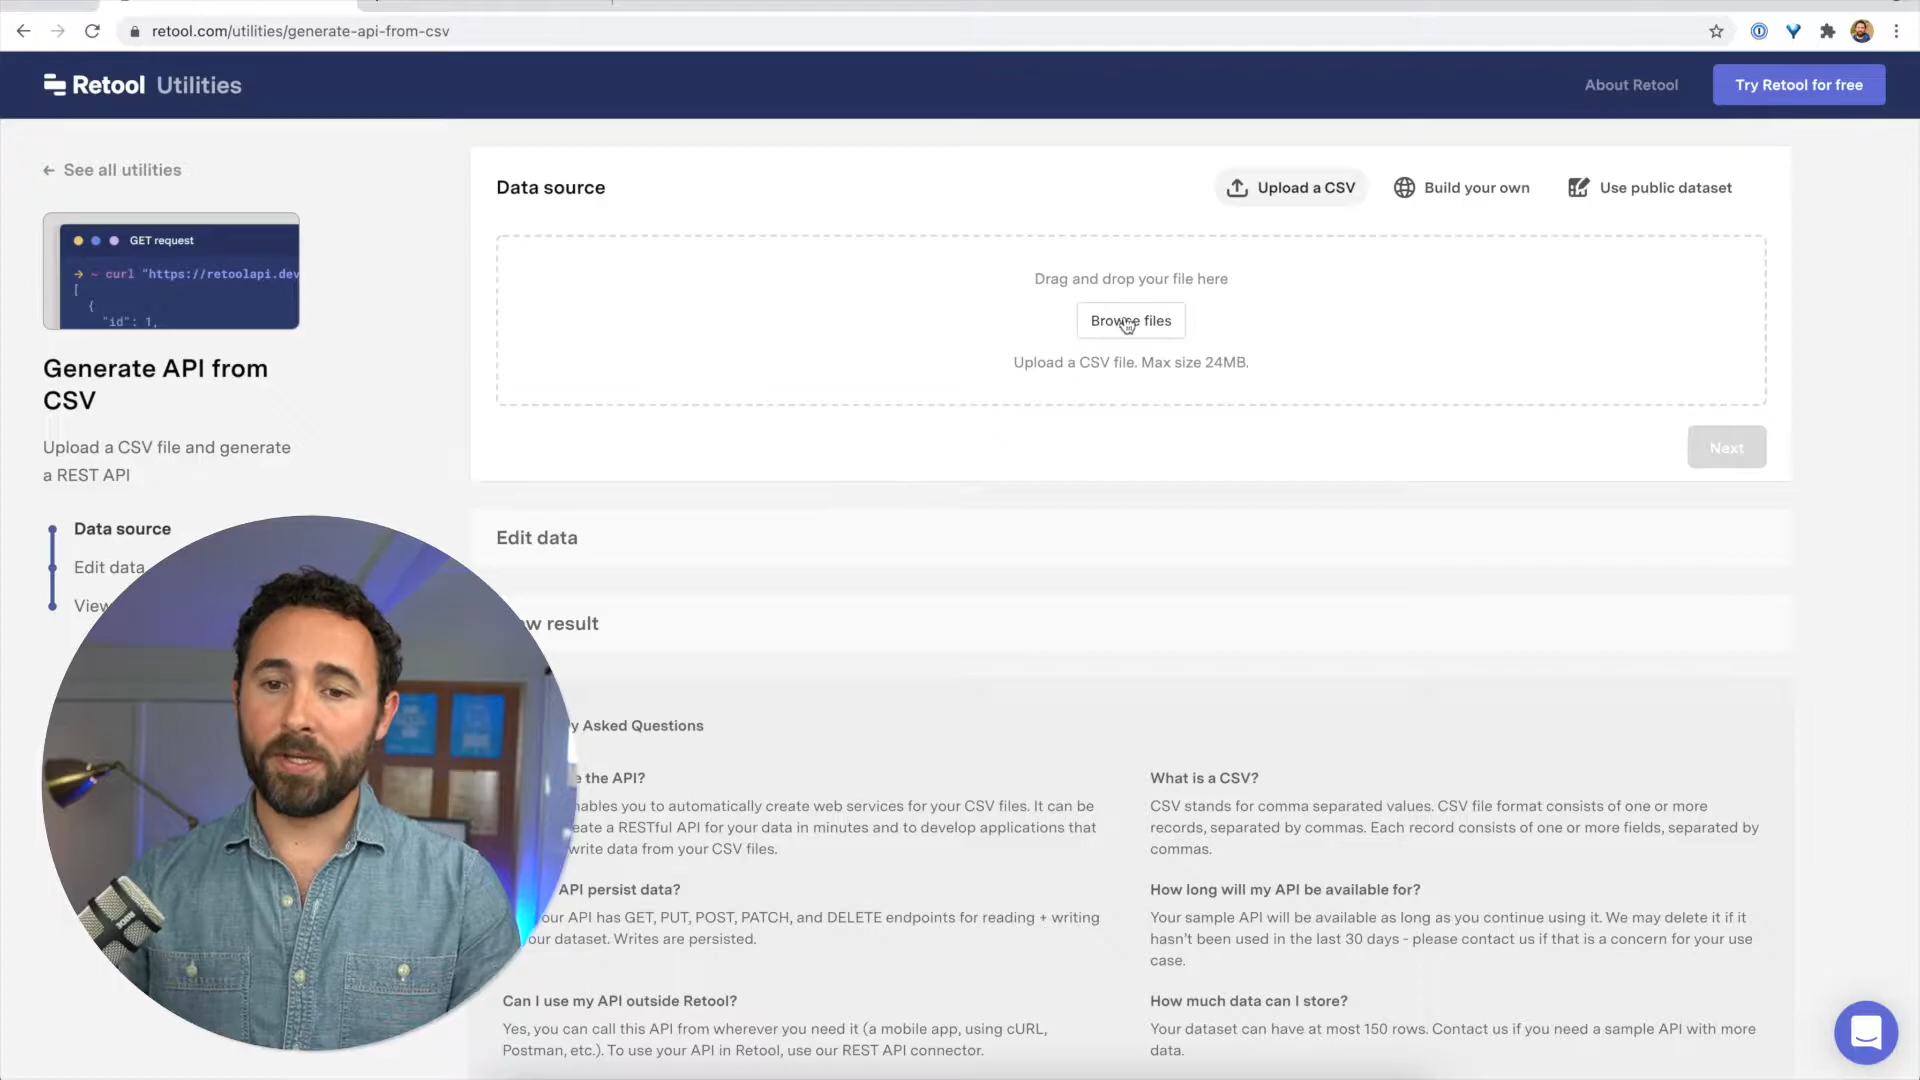 retool.com/utilities/generate-api-from-csv
Retool Utilities
About Retool
Try Retool for free
← See all utilities
GET request
→ ~ curl "https://retoolapi.dev
[
{
"id": 1,
Generate API from
CSV
Upload a CSV file and generate
a REST API
Data source
Edit data
View
Data source
Upload a CSV
Build your own
Use public dataset
Drag and drop your file here
Browse files
Upload a CSV file. Max size 24MB.
Next
Edit data
result
Asked Questions
the API?
you to automatically create web services for your CSV files. It can be
a RESTful API for your data in minutes and to develop applications that
write data from your CSV files.
API persist data?
our API has GET, PUT, POST, PATCH, and DELETE endpoints for reading + writing
our dataset. Writes are persisted.
Can I use my API outside Retool?
Yes, you can call this API from wherever you need it (a mobile app, using cURL,
Postman, etc.). To use your API in Retool, use our REST API connector.
What is a CSV?
CSV stands for comma separated values. CSV file format consists of one or more
records, separated by commas. Each record consists of one or more fields, separated by
commas.
How long will my API be available for?
Your sample API will be available as long as you continue using it. We may delete it if it
hasn't been used in the last 30 days - please contact us if that is a concern for your use
case.
How much data can I store?
Your dataset can have at most 150 rows. Contact us if you need a sample API with more
data.
RODE